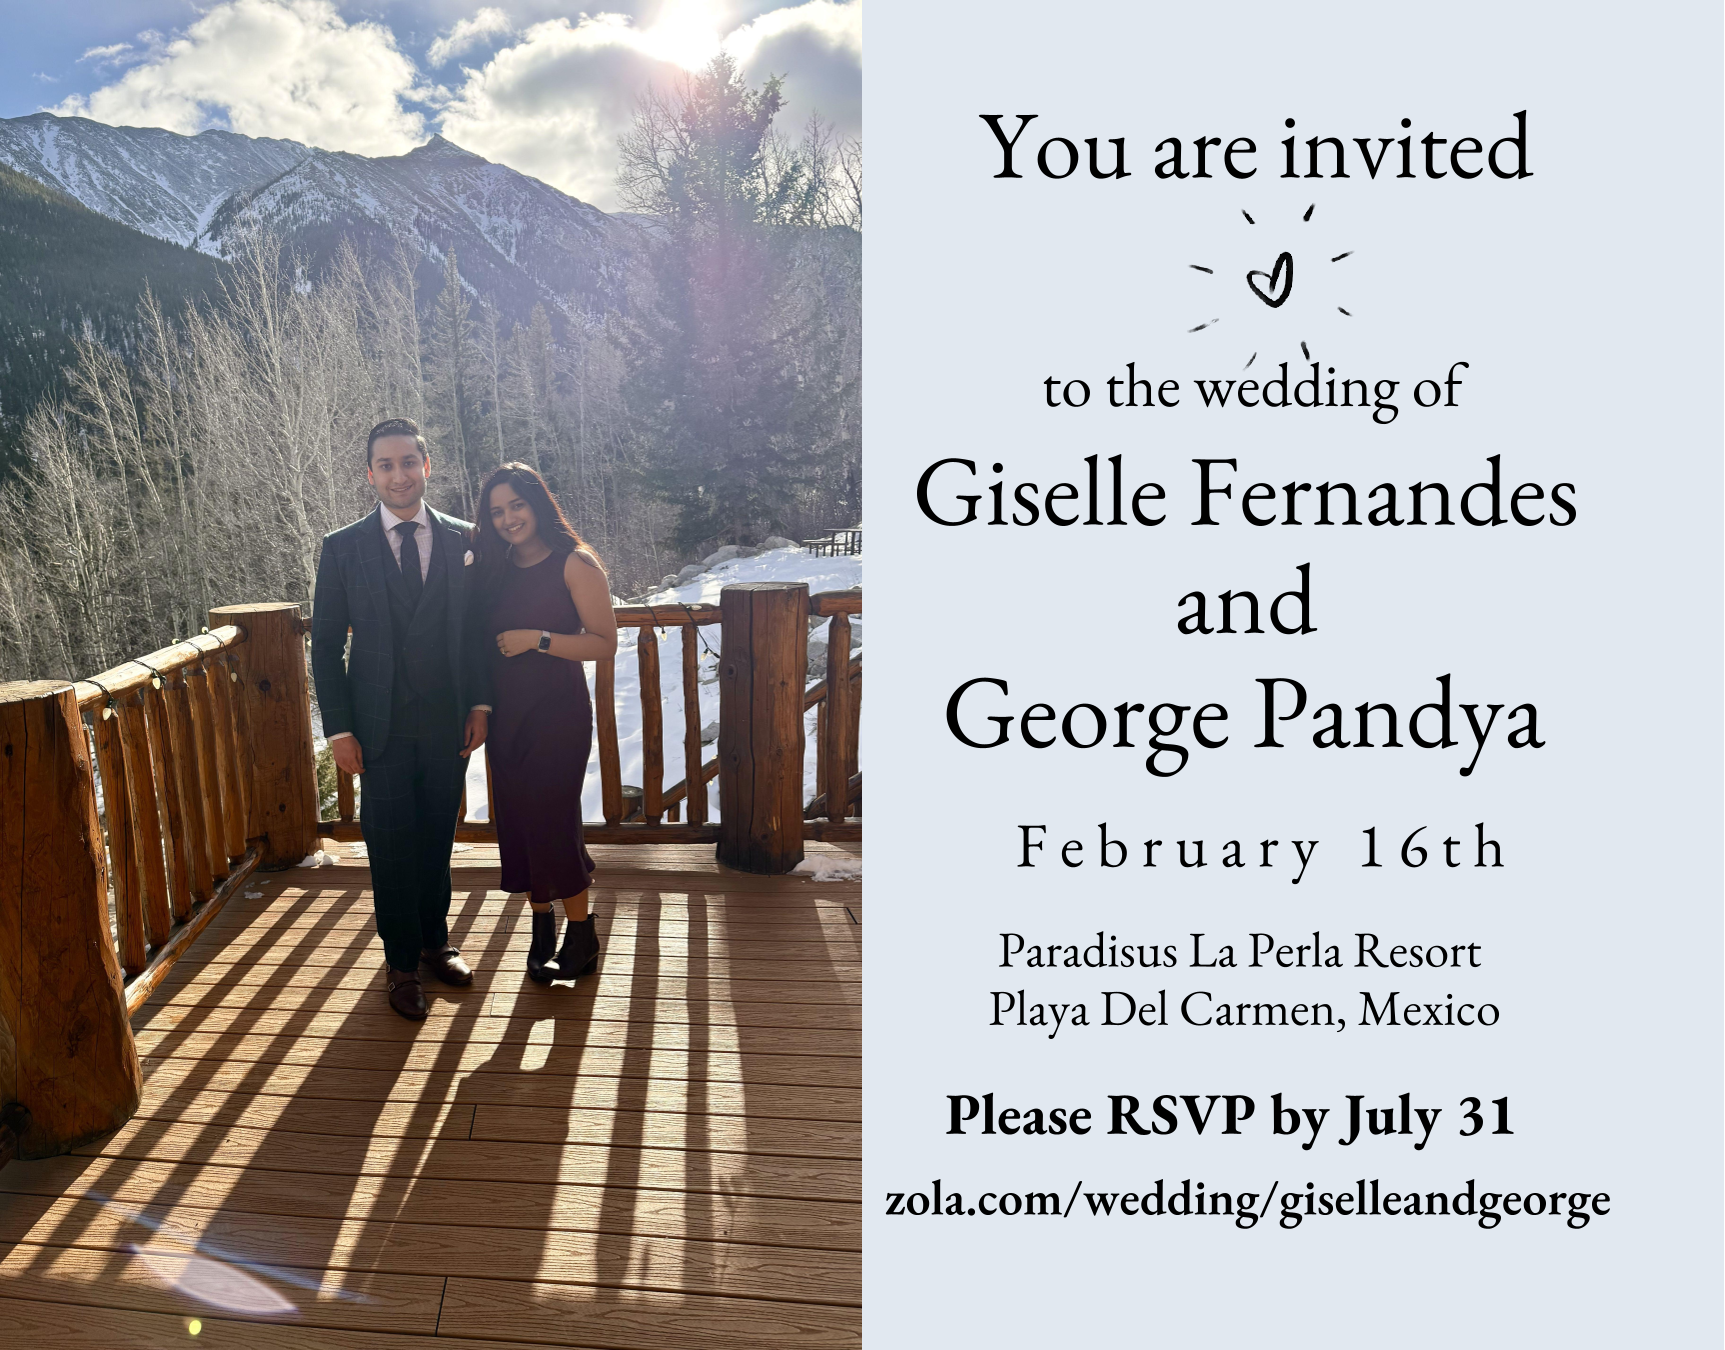 You are invited
to the wedding of
Giselle Fernandes
and
George Pandya
February 16th
Paradisus La Perla Resort
Playa Del Carmen, Mexico
Please RSVP by July 31
zola.com/wedding/giselleandgeorge